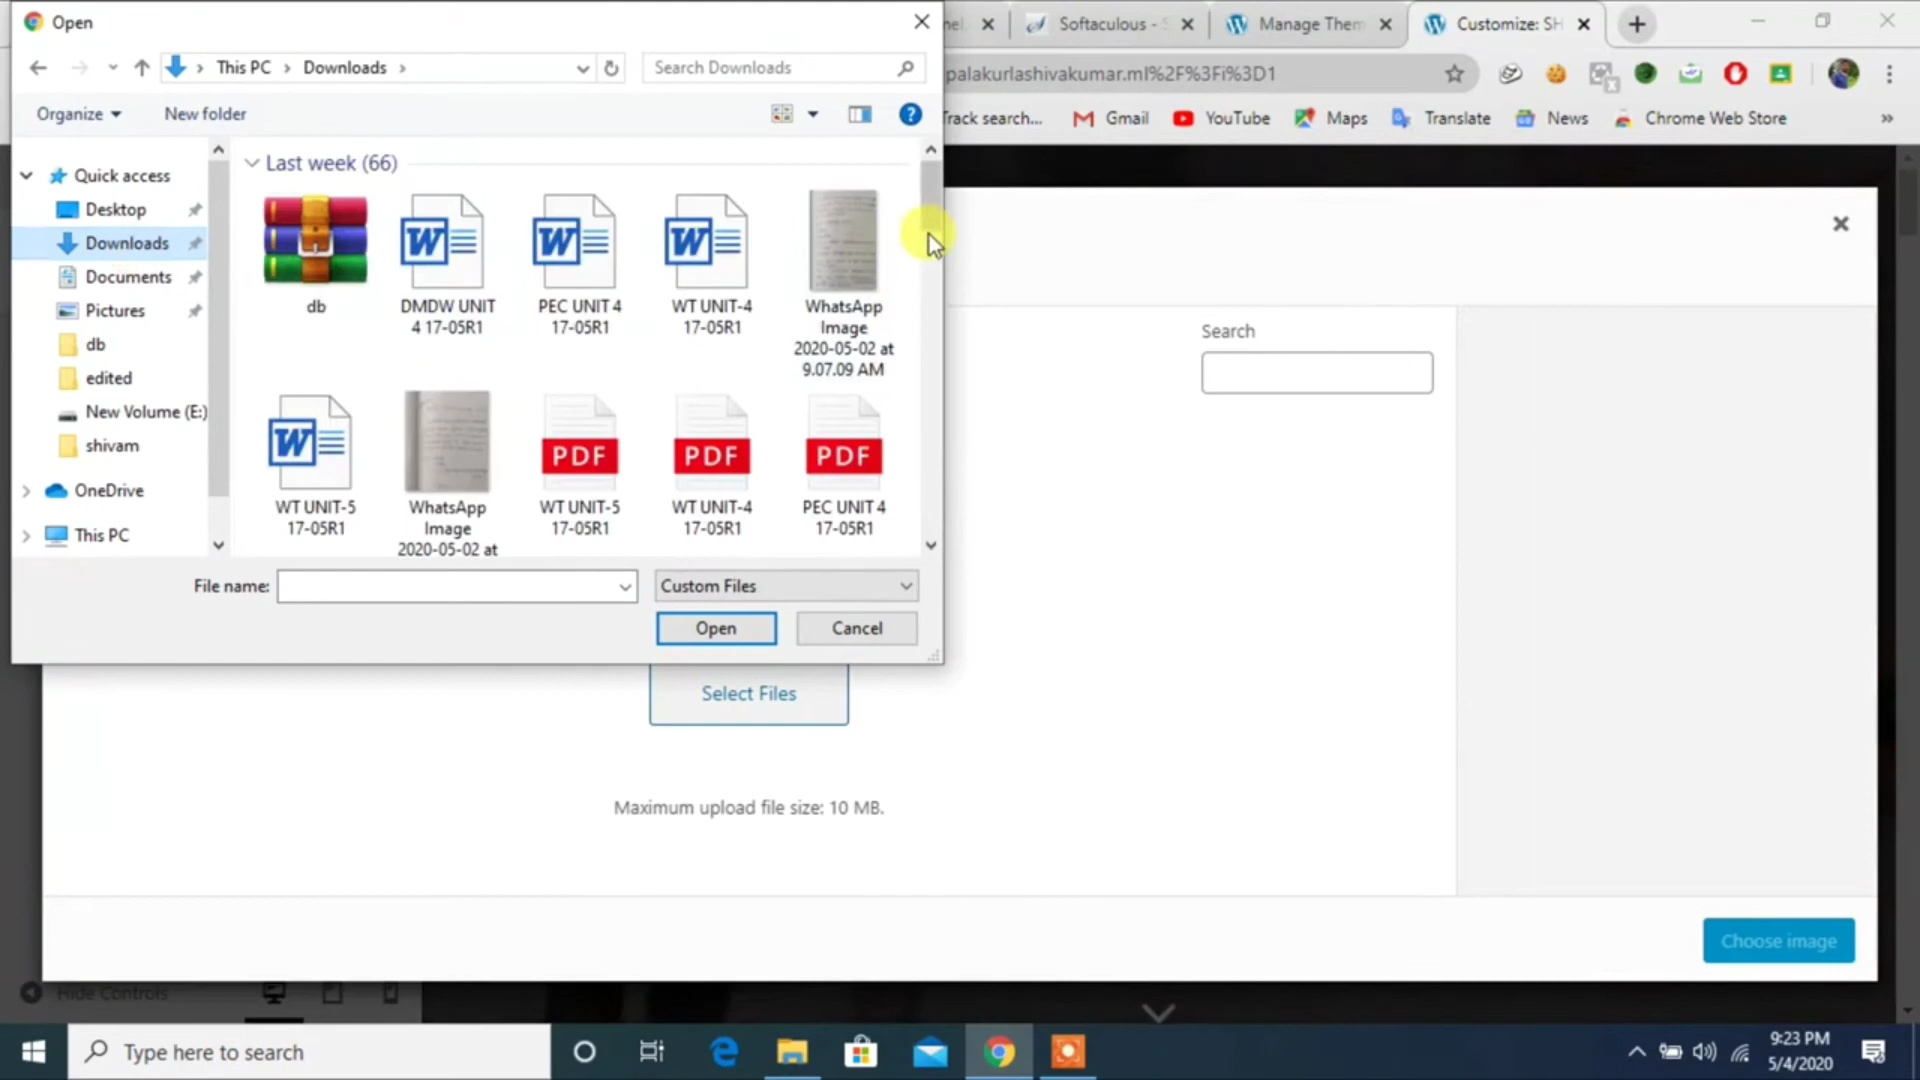 Open
nel.
Softaculous - S
Manage Them
Customize: SH
This PC
Downloads
Search Downloads
palakurlashivakumar.ml%2F%3Fi%3D1
Organize
New folder
Track search...
Gmail
YouTube
Maps
Translate
News
Chrome Web Store
»
Last week (66)
Quick access
Desktop
Downloads
Documents
Pictures
db
edited
New Volume (E:)
shivam
OneDrive
This PC
db
DMDW UNIT
4 17-05R1
PEC UNIT 4
17-05R1
WT UNIT-4
17-05R1
WhatsApp
Image
2020-05-02 at
9.07.09 AM
WT UNIT-5
17-05R1
WhatsApp
Image
2020-05-02 at
PDF
WT UNIT-5
17-05R1
PDF
WT UNIT-4
17-05R1
PDF
PEC UNIT 4
17-05R1
File name:
Custom Files
Open
Cancel
Search
Select Files
Maximum upload file size: 10 MB.
Choose image
Hide Controls
Type here to search
9:23 PM
5/4/2020